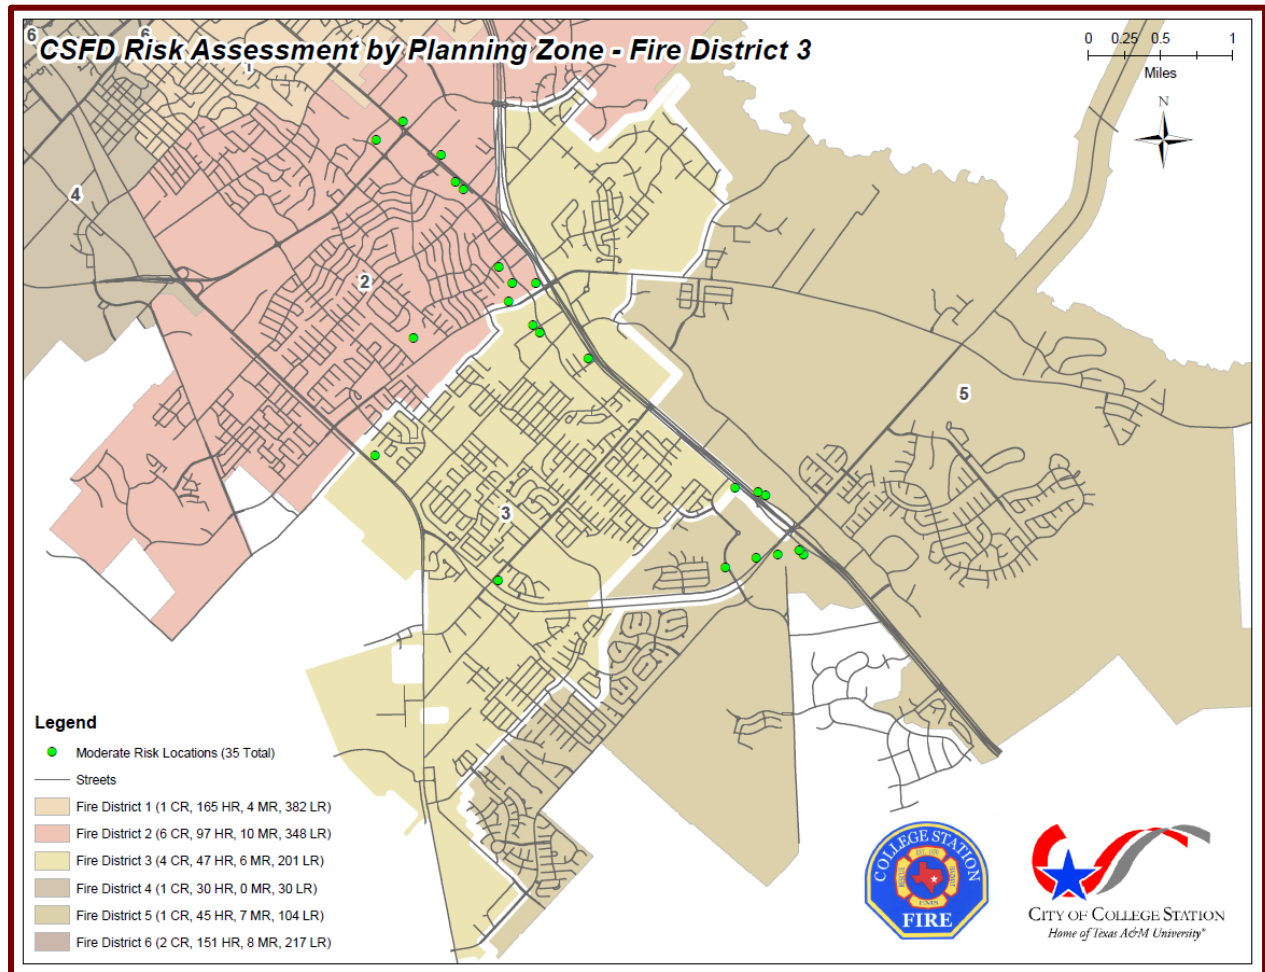 CSFD Risk Assessment by Planning Zone - Fire District 3
0 0.25 0.5 1
Miles
N
6
6
1
4
2
5
3
Legend
Moderate Risk Locations (35 Total)
Streets
Fire District 1 (1 CR, 165 HR, 4 MR, 382 LR)
Fire District 2 (6 CR, 97 HR, 10 MR, 348 LR)
Fire District 3 (4 CR, 47 HR, 6 MR, 201 LR)
Fire District 4 (1 CR, 30 HR, 0 MR, 30 LR)
Fire District 5 (1 CR, 45 HR, 7 MR, 104 LR)
Fire District 6 (2 CR, 151 HR, 8 MR, 217 LR)
COLLEGE STATION
EMS
FIRE
CITY OF COLLEGE STATION
Home of Texas A&M University®